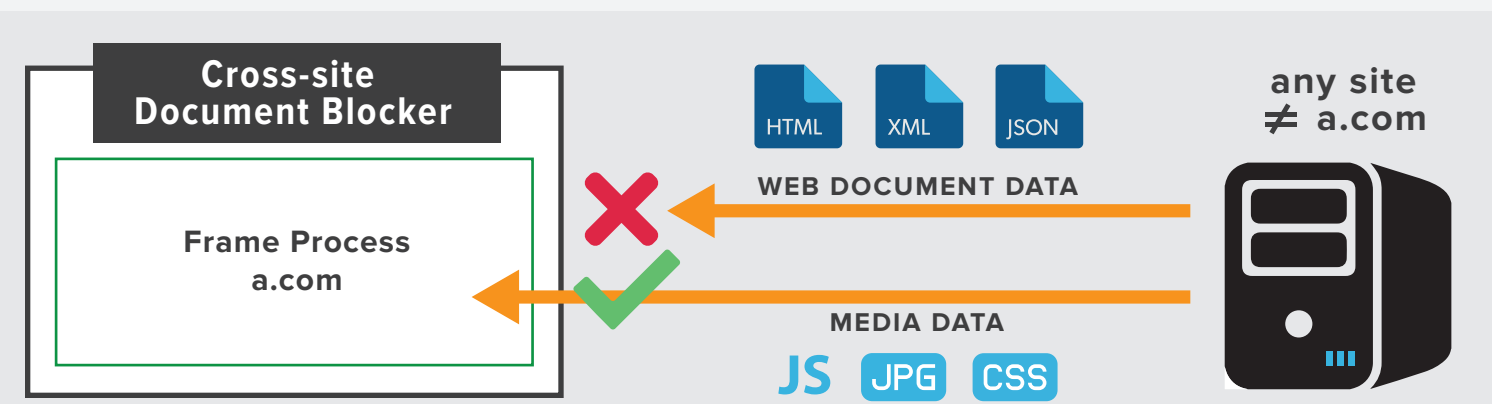 Cross-site
Document Blocker
Frame Process
a.com
HTML
XML
JSON
WEB DOCUMENT DATA
MEDIA DATA
JS
JPG
CSS
any site
≠ a.com